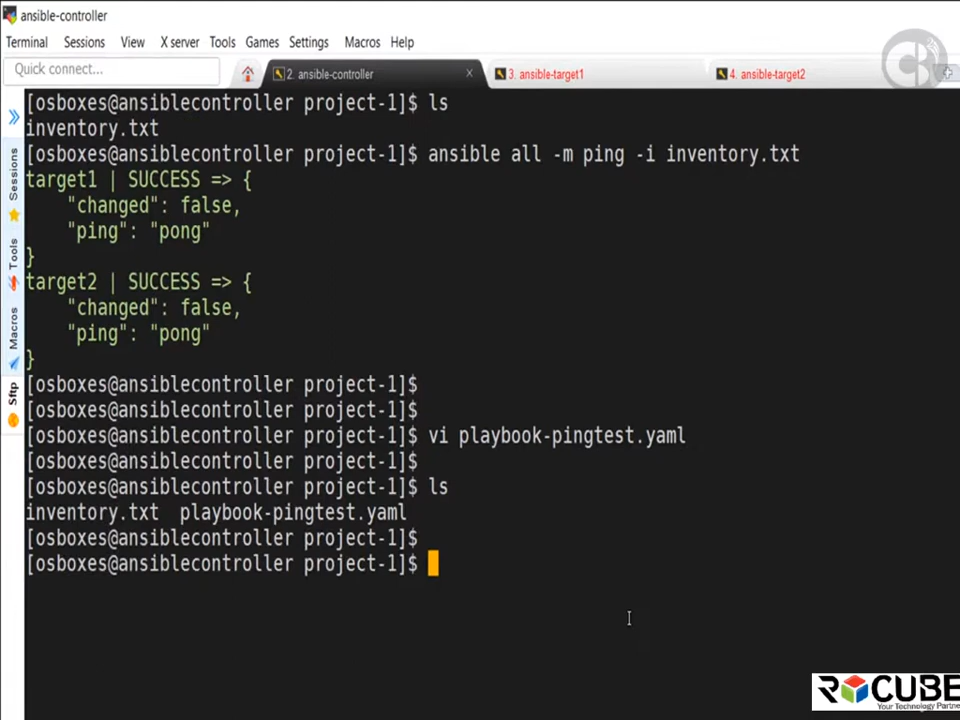 ansible-controller
Terminal Sessions View X server Tools Games Settings Macros Help
Quick connect...
2. ansible-controller
3. ansible-target1
4. ansible-target2
[osboxes@ansiblecontroller project-1]$ ls
inventory.txt
[osboxes@ansiblecontroller project-1]$ ansible all -m ping -i inventory.txt
target1 | SUCCESS => {
"changed": false,
"ping": "pong"
}
target2 | SUCCESS => {
"changed": false,
"ping": "pong"
}
[osboxes@ansiblecontroller project-1]$
[osboxes@ansiblecontroller project-1]$
[osboxes@ansiblecontroller project-1]$ vi playbook-pingtest.yaml
[osboxes@ansiblecontroller project-1]$
[osboxes@ansiblecontroller project-1]$ ls
inventory.txt playbook-pingtest.yaml
[osboxes@ansiblecontroller project-1]$
[osboxes@ansiblecontroller project-1]$
Sessions
Tools
Macros
Sftp
RCUBE
Your Technology Partne